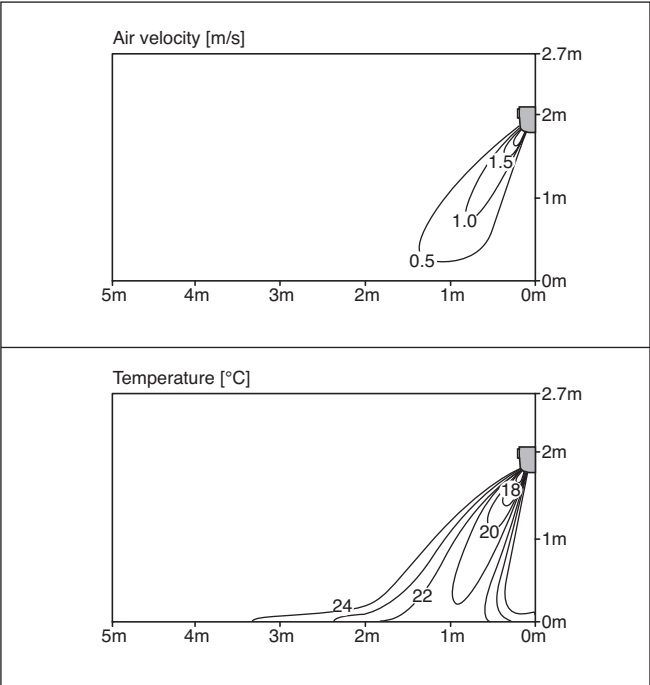 Air velocity [m/s]
2.7m
2m
1.5
1m
1.0
0.5
0m
5m 4m 3m 2m 1m 0m
Temperature [°C]
2.7m
2m
18
20
1m
22
24
0m
5m 4m 3m 2m 1m 0m